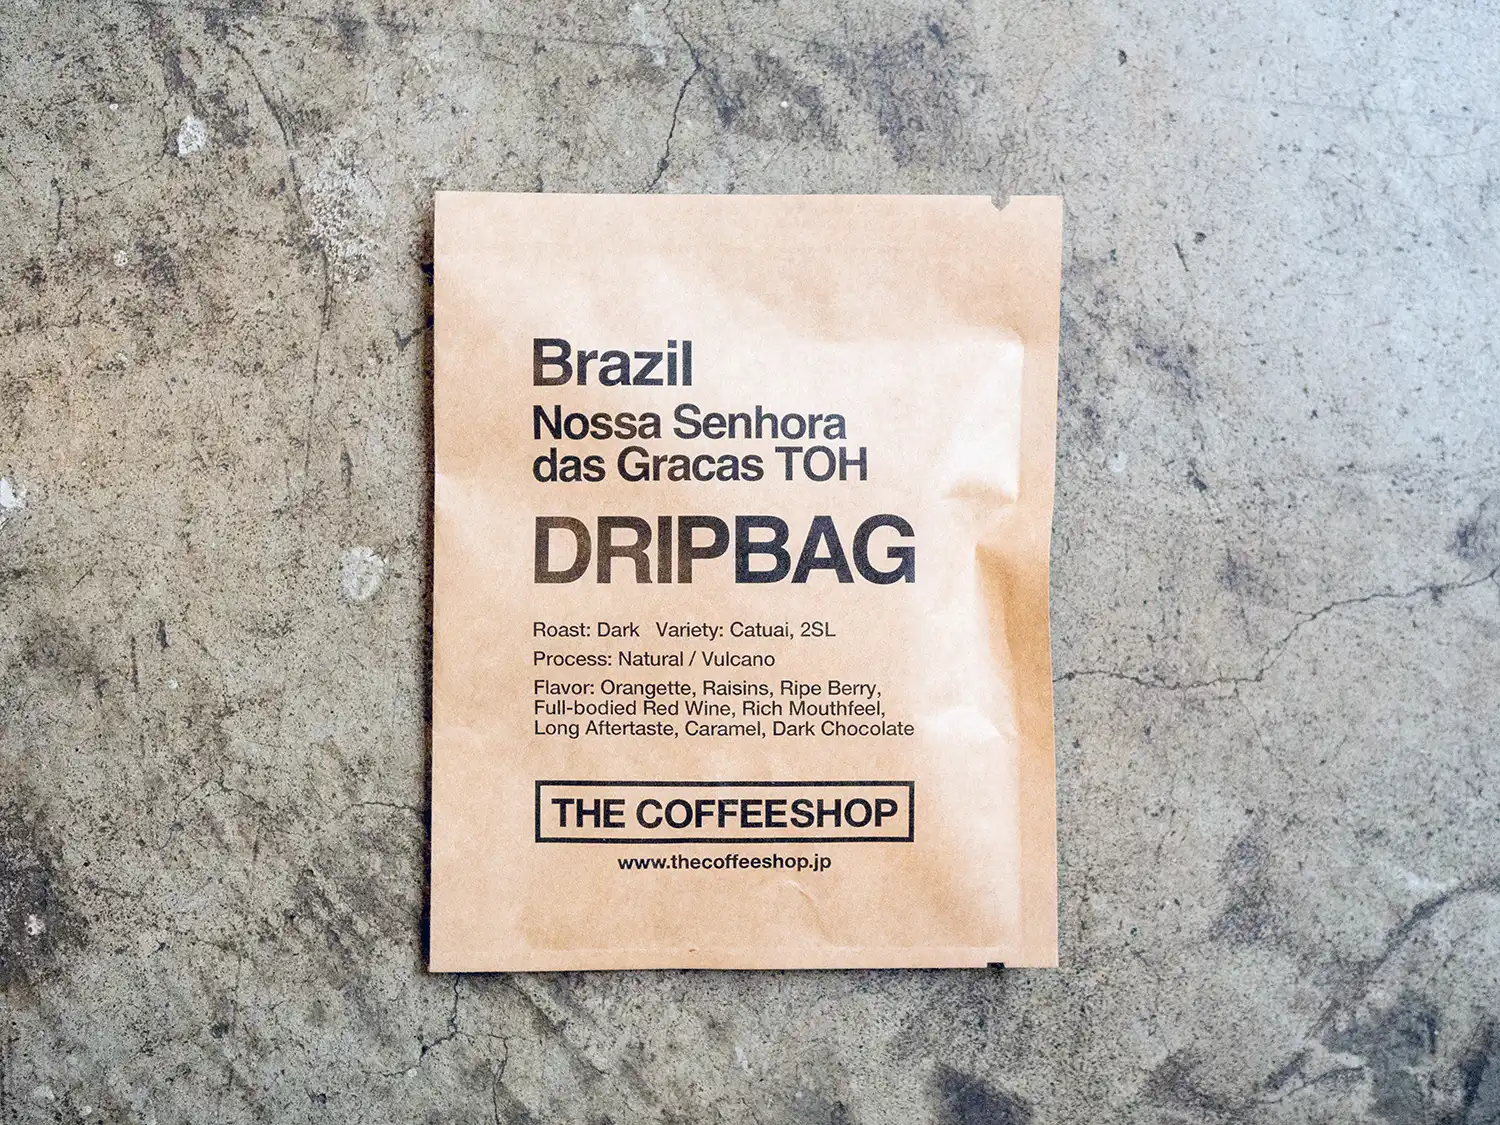 Brazil
Nossa Senhora
das Gracas TOH
DRIPBAG
Roast: Dark Variety: Catuai, 2SL
Process: Natural / Vulcano
Flavor: Orangette, Raisins, Ripe Berry,
Full-bodied Red Wine, Rich Mouthfeel,
Long Aftertaste, Caramel, Dark Chocolate
THE COFFEESHOP
www.thecoffeeshop.jp